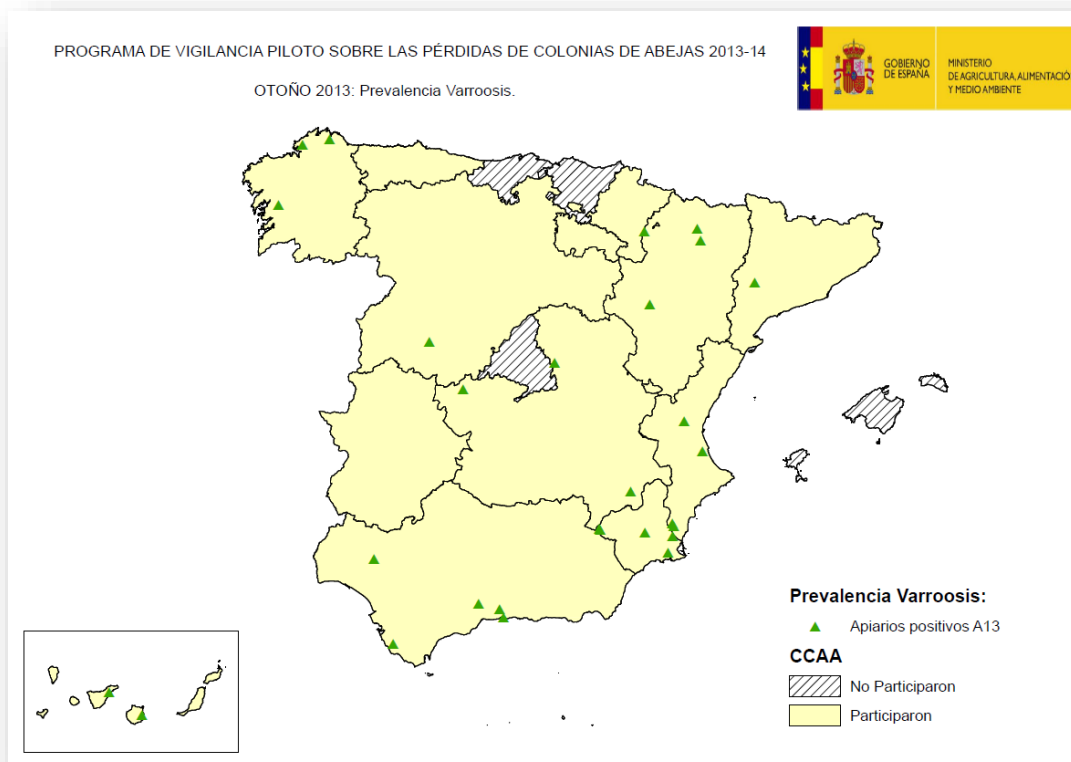 PROGRAMA DE VIGILANCIA PILOTO SOBRE LAS PÉRDIDAS DE COLONIAS DE ABEJAS 2013-14
OTOÑO 2013: Prevalencia Varroosis.
GOBIERNO
DE ESPAÑA
MINISTERIO
DE AGRICULTURA, ALIMENTACIÓ
Y MEDIO AMBIENTE
Prevalencia Varroosis:
Apiarios positivos A13
CCAA
No Participaron
Participaron